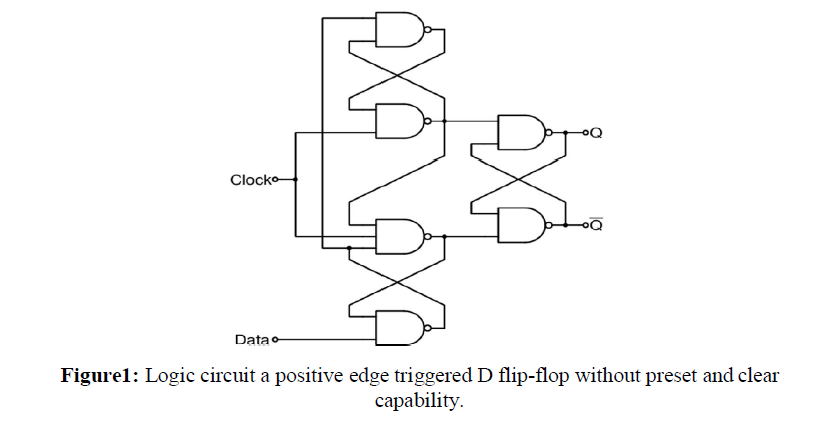 Q
Clock
Q̅
Data
Figure1: Logic circuit a positive edge triggered D flip-flop without preset and clear
capability.